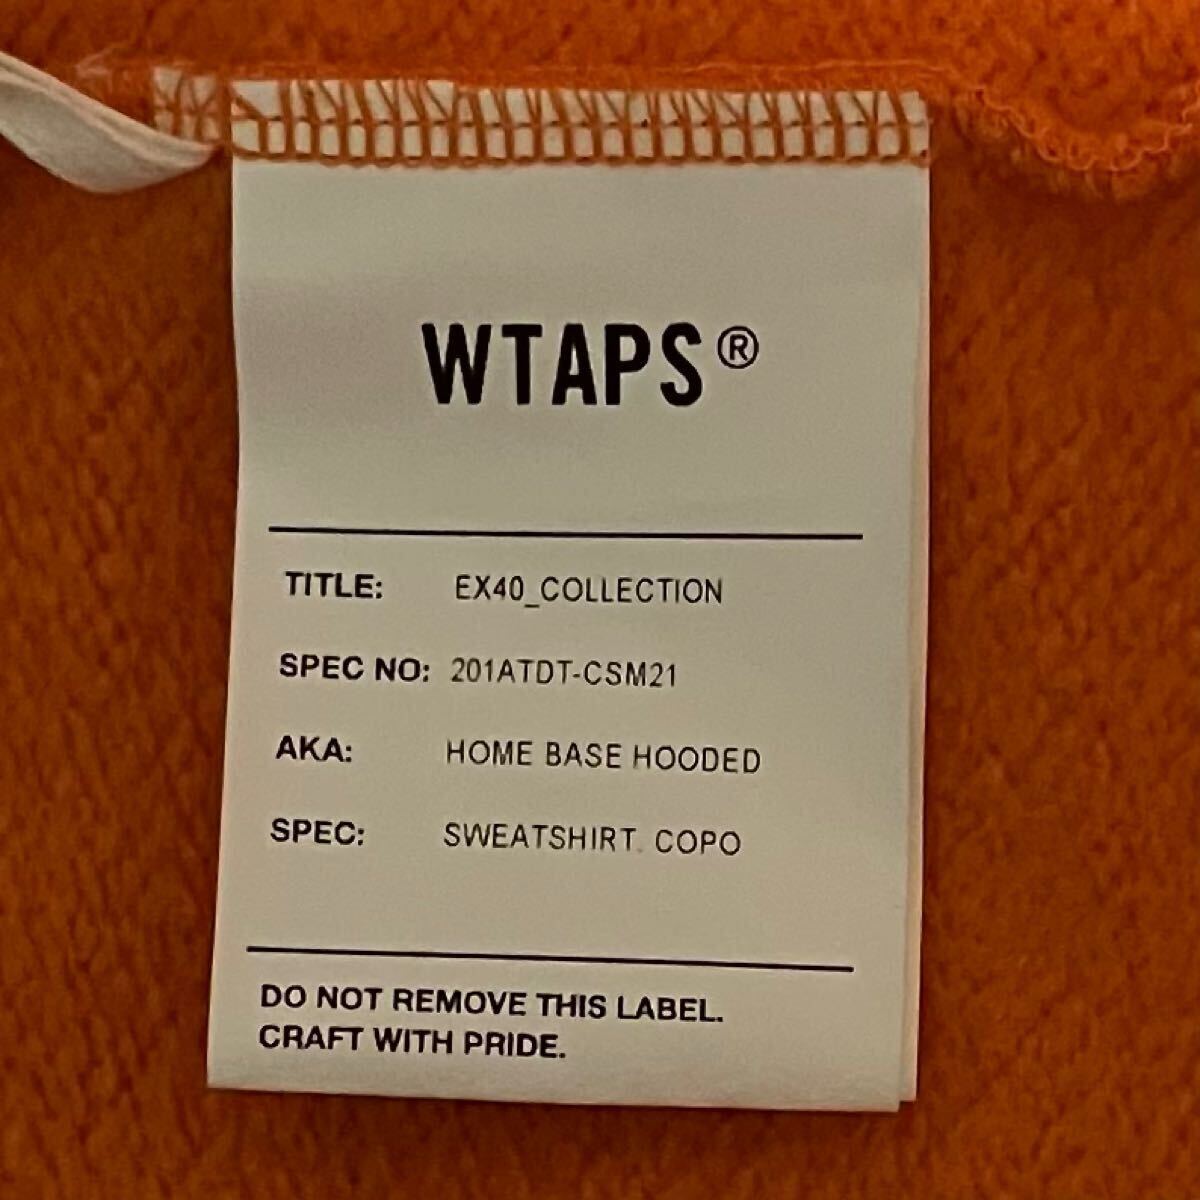 WTAPS®
TITLE: EX40_COLLECTION
SPEC NO: 201ATDT-CSM21
AKA: HOME BASE HOODED
SPEC: SWEATSHIRT. COPO
DO NOT REMOVE THIS LABEL.
CRAFT WITH PRIDE.